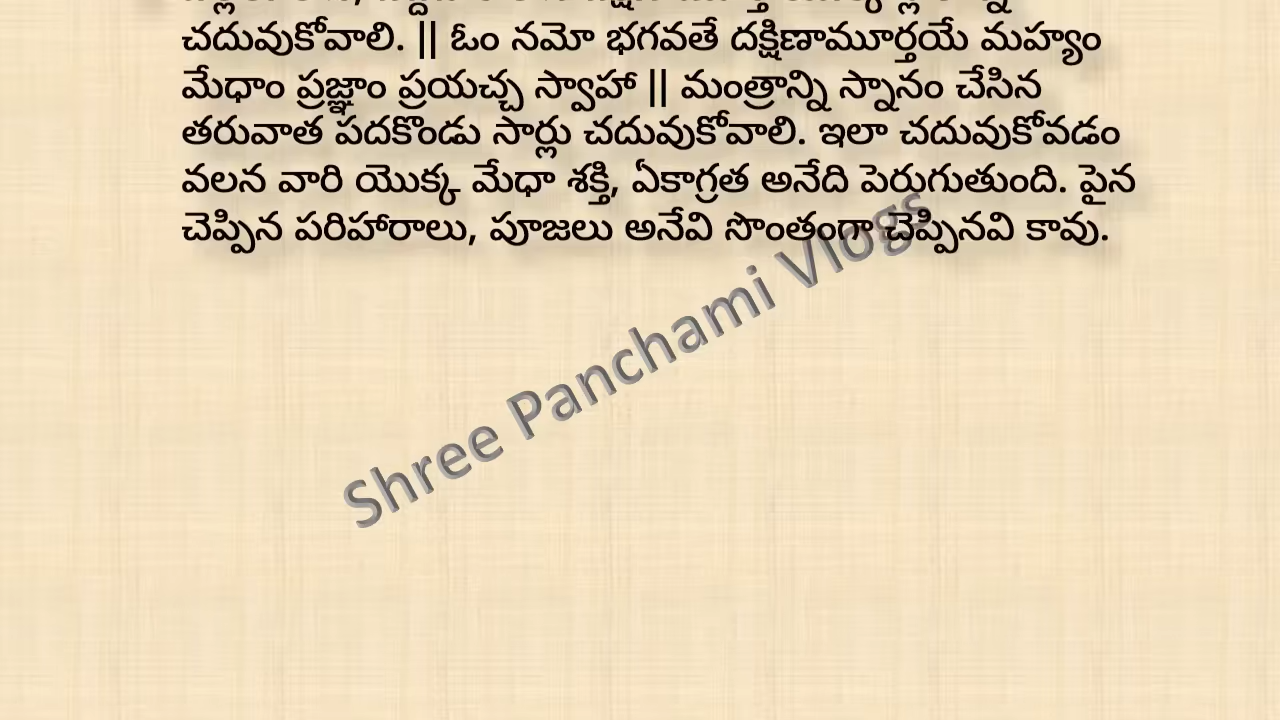 చదువుకోవాలి. || ఓం నమో భగవతే దక్షిణామూర్తయే మహ్యం
మేధాం ప్రజ్ఞాం ప్రయచ్చ స్వాహా || మంత్రాన్ని స్నానం చేసిన
తరువాత పదకొండు సార్లు చదువుకోవాలి. ఇలా చదువుకోవడం
వలన వారి యొక్క మేధా శక్తి, ఏకాగ్రత అనేది పెరుగుతుంది. పైన
చెప్పిన పరిహారాలు, పూజలు అనేవి సొంతంగా చెప్పినవి కావు.
Shree Panchami Vlogs